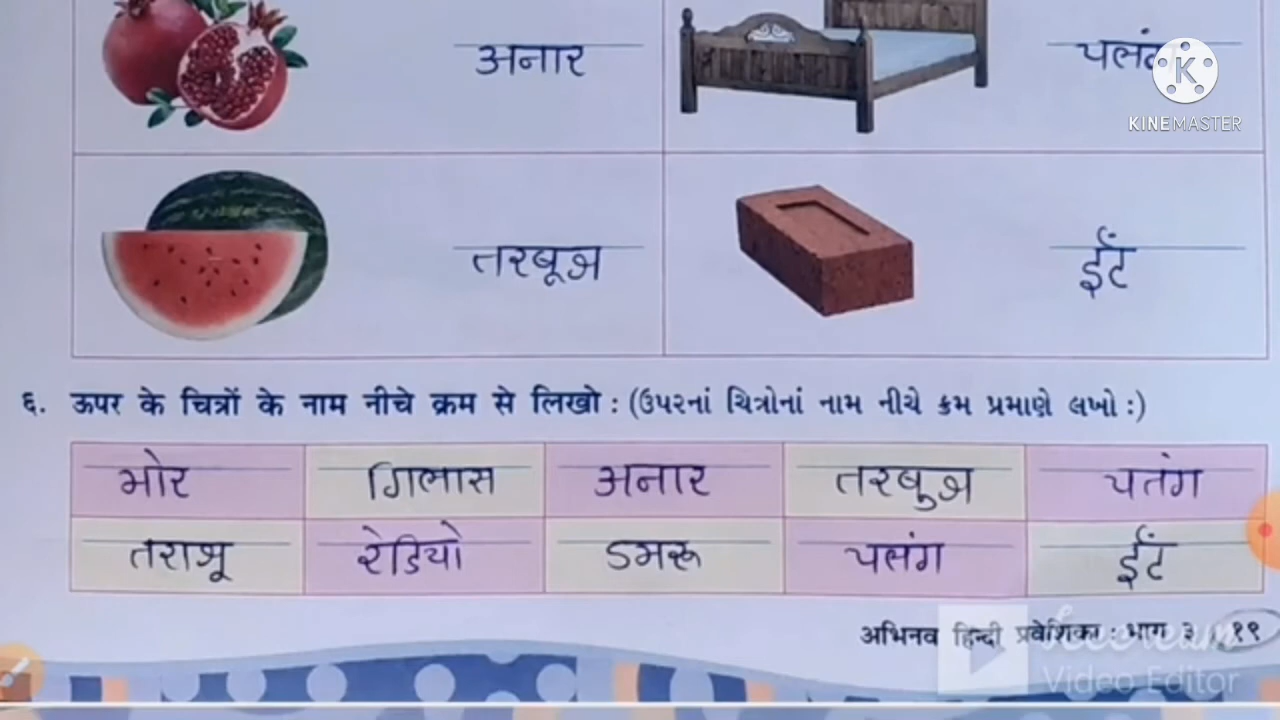 अनार
पलंग
KINEMASTER
तरबूज
ईंट
६. ऊपर के चित्रों के नाम नीचे क्रम से लिखो : (ઉપરનાં ચિત્રોનાં નામ નીચે ક્રમ પ્રમાણે લખો :)
मोर गिलास अनार तरबुज पतंग
तराजू रेडियो डमरू पलंग ईंट
अभिनव हिन्दी प्रवेशिका : भाग ३ १९
Video Editor